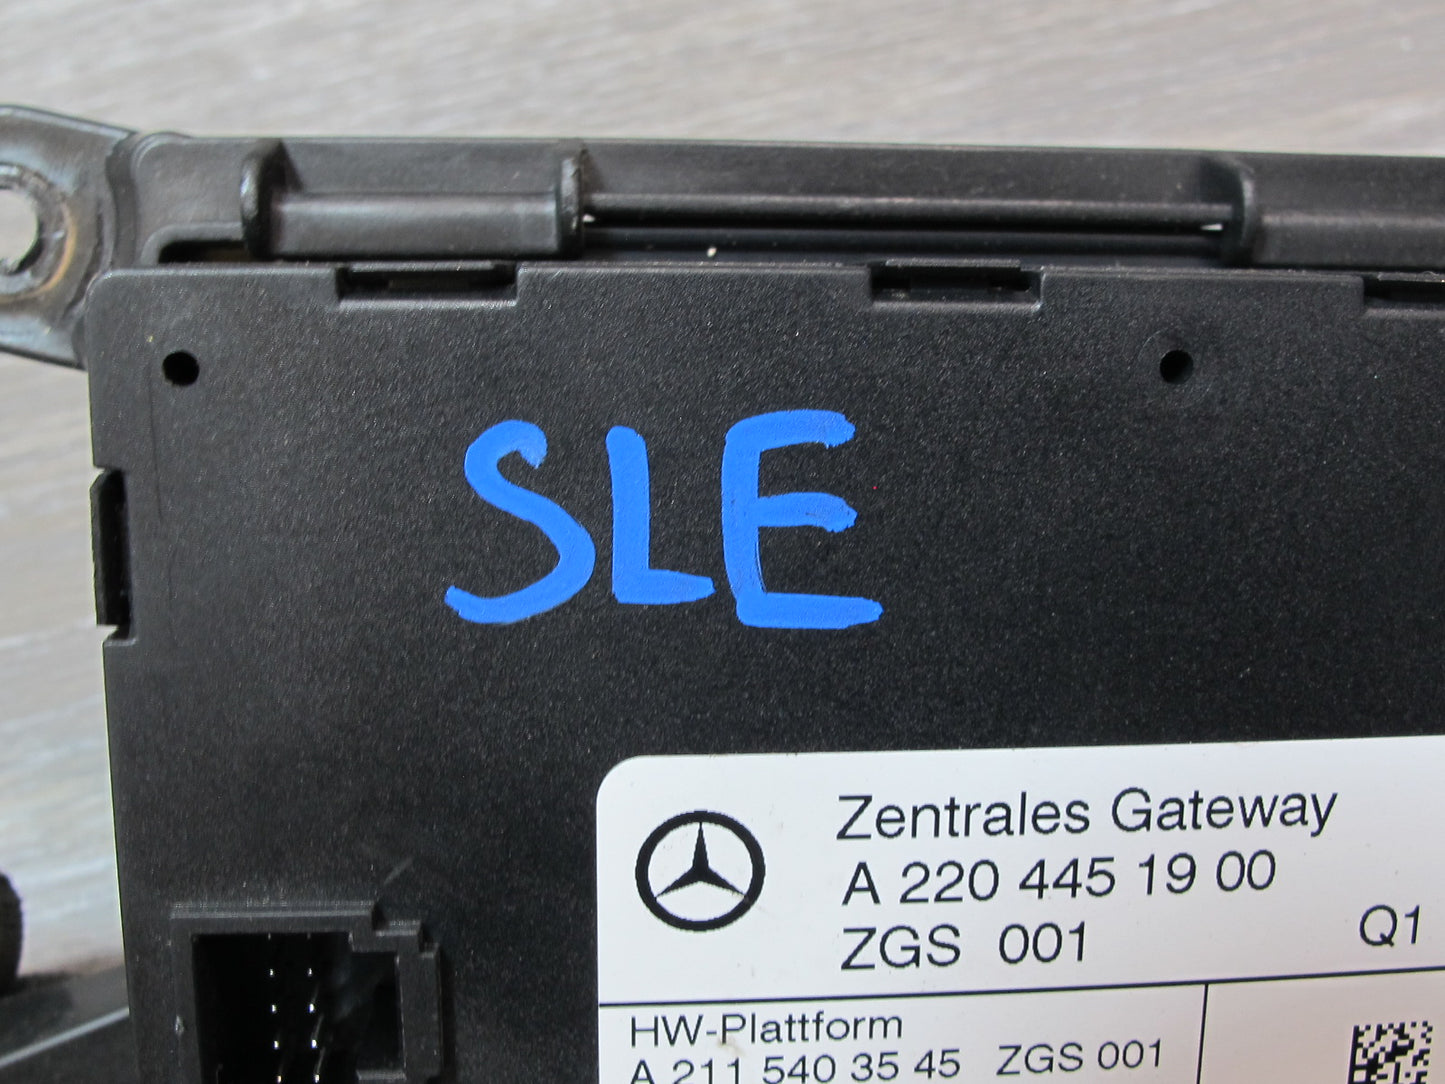 SLE
Zentrales Gateway
A 220 445 19 00
ZGS 001 Q1
HW-Plattform
A 211 540 35 45 ZGS 001